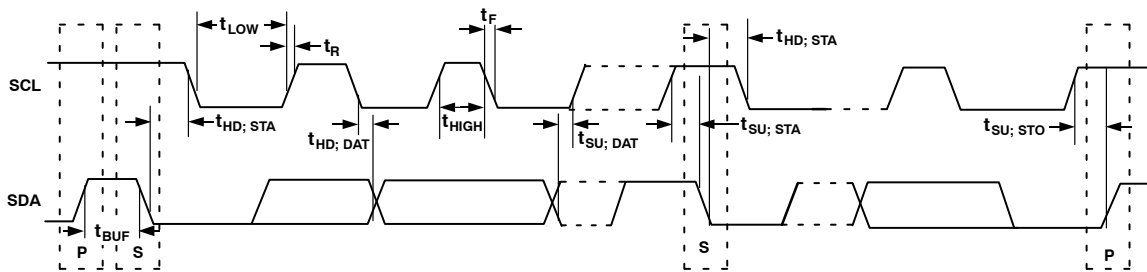 tLOW
tR
tF
tHD; STA
SCL
tHD; STA
tHD; DAT
tHIGH
tSU; DAT
tSU; STA
tSU; STO
SDA
tBUF
P
S
S
P